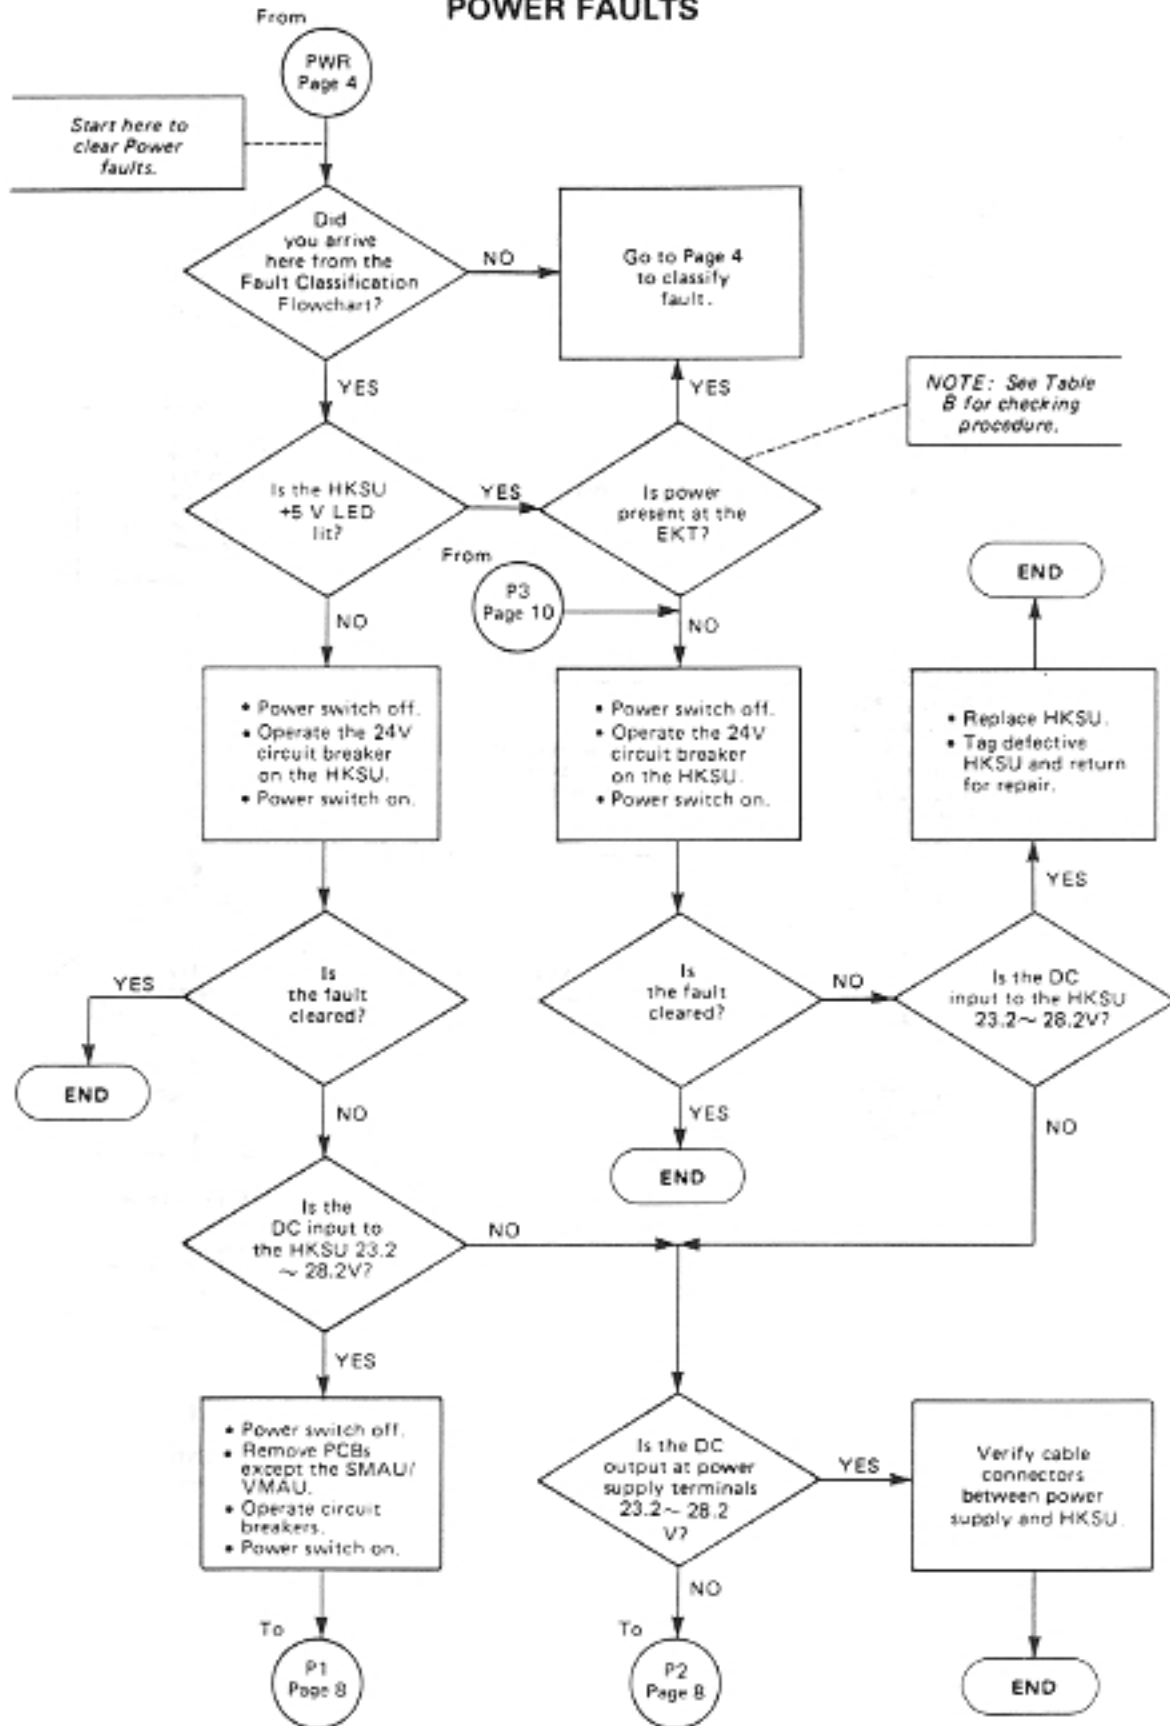 POWER FAULTS
From
PWR
Page 4
Start here to
clear Power
faults.
Did
you arrive
here from the
Fault Classification
Flowchart?
NO
Go to Page 4
to classify
fault.
YES
YES
NOTE: See Table
B for checking
procedure.
Is the HKSU
+5 V LED
lit?
YES
Is power
present at the
EKT?
From
P3
Page 10
END
NO
NO
• Power switch off.
• Operate the 24V
circuit breaker
on the HKSU.
• Power switch on.
• Power switch off.
• Operate the 24V
circuit breaker
on the HKSU.
• Power switch on.
• Replace HKSU.
• Tag defective
HKSU and return
for repair.
YES
YES
Is
the fault
cleared?
Is
the fault
cleared?
NO
Is the DC
input to the HKSU
23.2~ 28.2V?
END
NO
YES
NO
END
Is the
DC input to
the HKSU 23.2
~ 28.2V?
NO
YES
• Power switch off.
• Remove PCBs
except the SMAU/
VMAU.
• Operate circuit
breakers.
• Power switch on.
Is the DC
output at power
supply terminals
23.2~ 28.2
V?
YES
Verify cable
connectors
between power
supply and HKSU.
NO
To
P1
Page 8
To
P2
Page 8
END